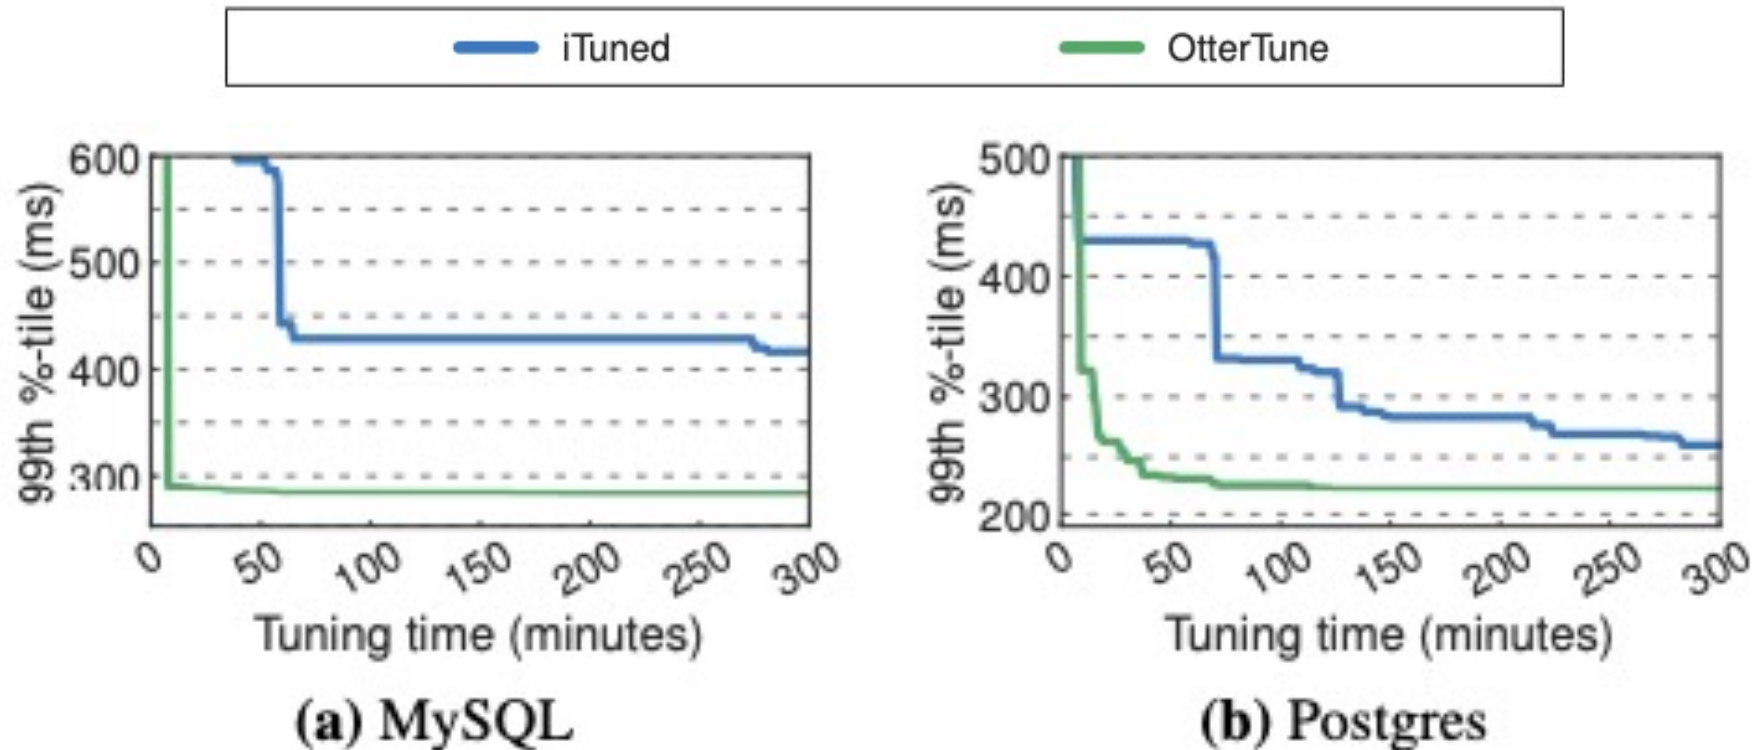 iTuned OtterTune
600
500
400
300
99th %-tile (ms)
0 50 100 150 200 250 300
Tuning time (minutes)
(a) MySQL
500
400
300
200
99th %-tile (ms)
0 50 100 150 200 250 300
Tuning time (minutes)
(b) Postgres